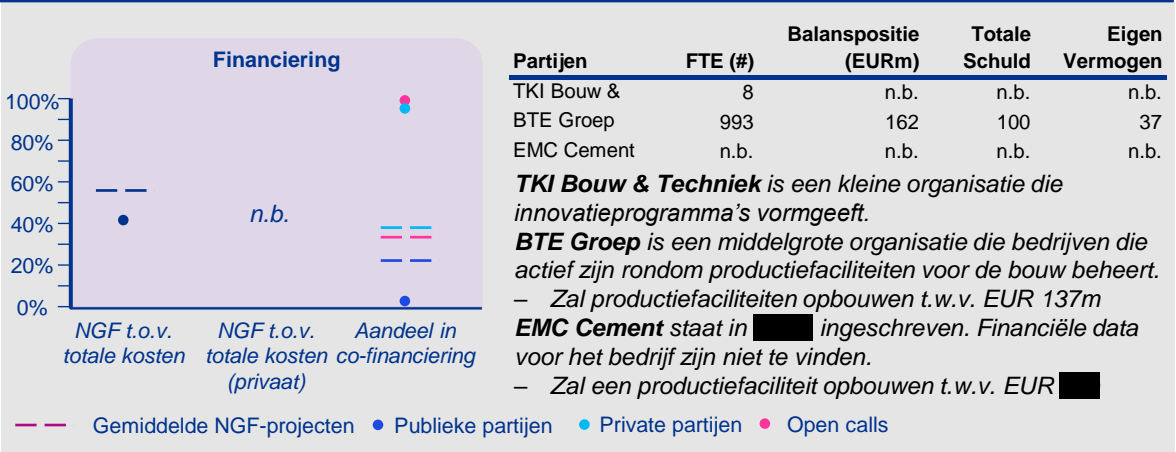 Financiering
100%
80%
60%
40%
20%
0%
n.b.
NGF t.o.v. totale kosten
NGF t.o.v. totale kosten (privaat)
Aandeel in co-financiering
Balanspositie Totale Eigen
Partijen FTE (#) (EURm) Schuld Vermogen
TKI Bouw & 8 n.b. n.b. n.b.
BTE Groep 993 162 100 37
EMC Cement n.b. n.b. n.b. n.b.
TKI Bouw & Techniek is een kleine organisatie die
innovatieprogramma's vormgeeft.
BTE Groep is een middelgrote organisatie die bedrijven die
actief zijn rondom productiefaciliteiten voor de bouw beheert.
– Zal productiefaciliteiten opbouwen t.w.v. EUR 137m
EMC Cement staat in ingeschreven. Financiële data
voor het bedrijf zijn niet te vinden.
– Zal een productiefaciliteit opbouwen t.w.v. EUR
Gemiddelde NGF-projecten Publieke partijen Private partijen Open calls